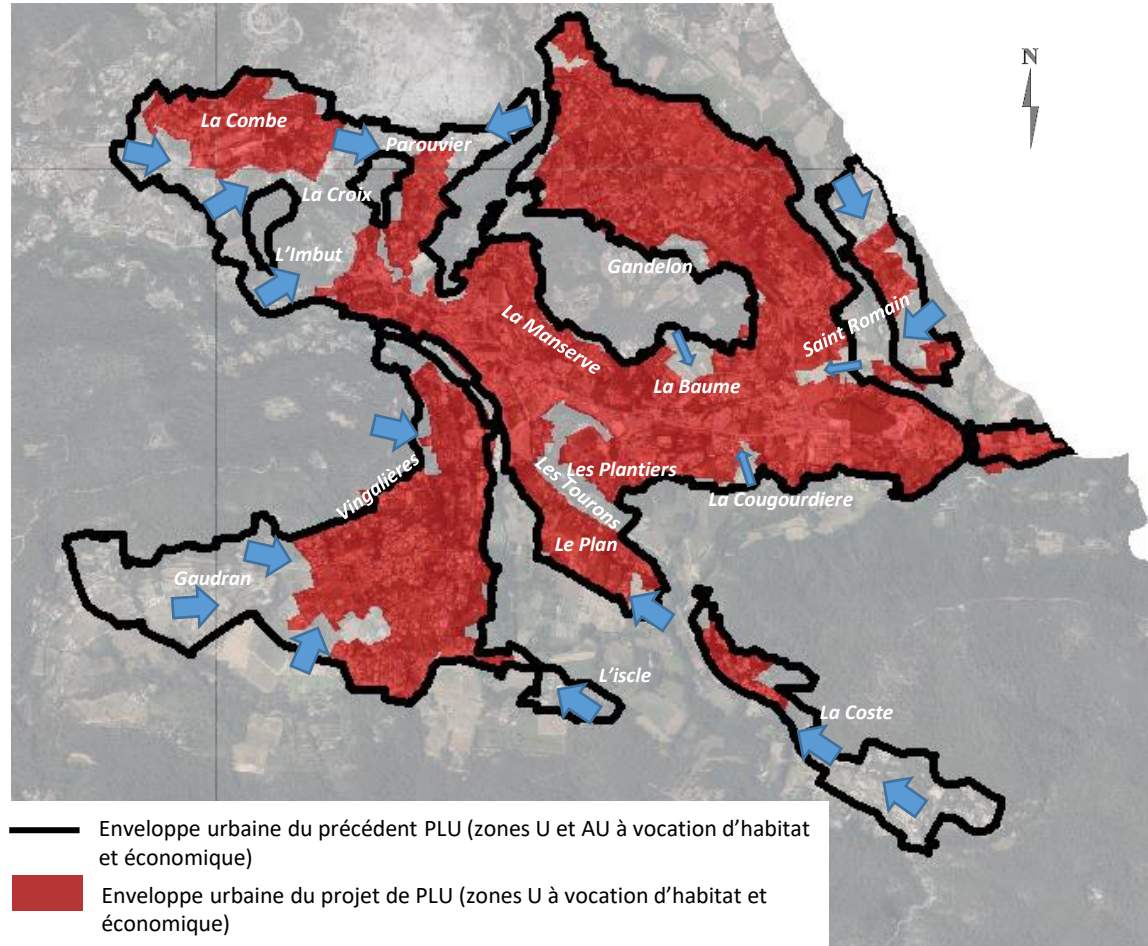 N
La Combe
Parouvier
La Croix
L'Imbut
Gandelon
La Manserve
Saint Romain
La Baume
Vingalières
Les Plantiers
Les Tourons
La Cougourdiere
Le Plan
Gaudran
L'iscle
La Coste
Enveloppe urbaine du précédent PLU (zones U et AU à vocation d'habitat
et économique)
Enveloppe urbaine du projet de PLU (zones U à vocation d'habitat et
économique)